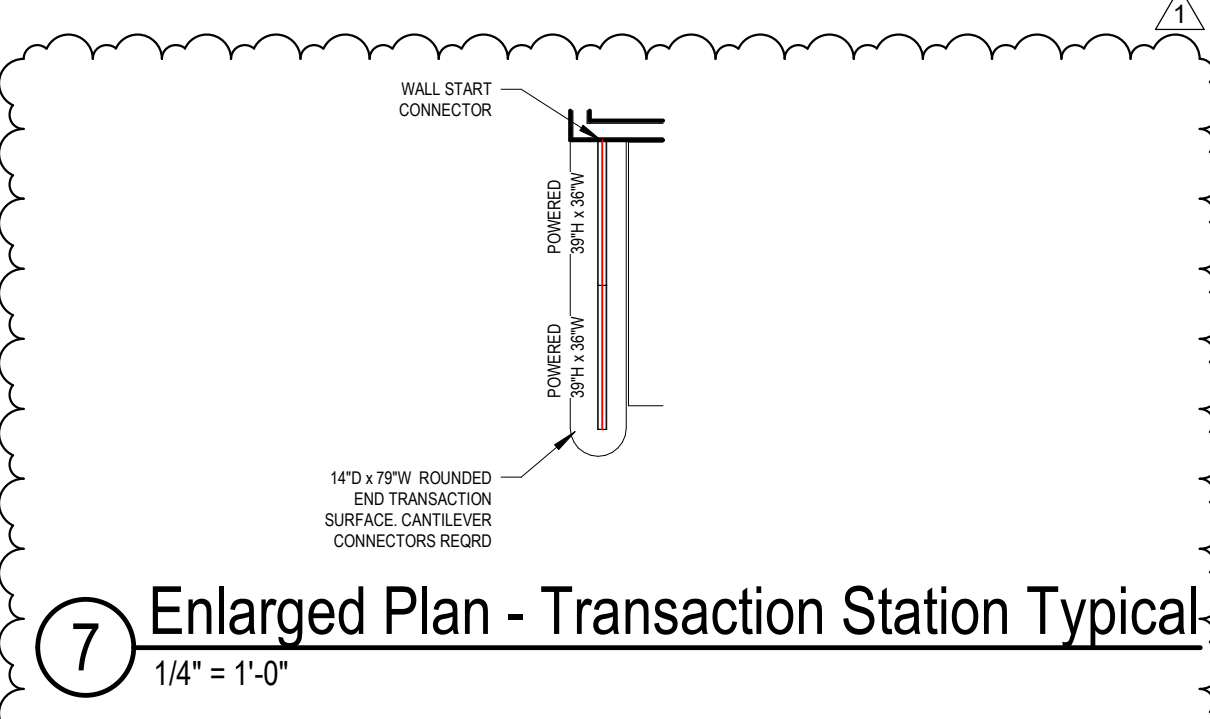 1
WALL START
CONNECTOR
POWERED
39"H x 36"W
POWERED
39"H x 36"W
14"D x 79"W ROUNDED
END TRANSACTION
SURFACE. CANTILEVER
CONNECTORS REQRD
7
Enlarged Plan - Transaction Station Typical
1/4" = 1'-0"